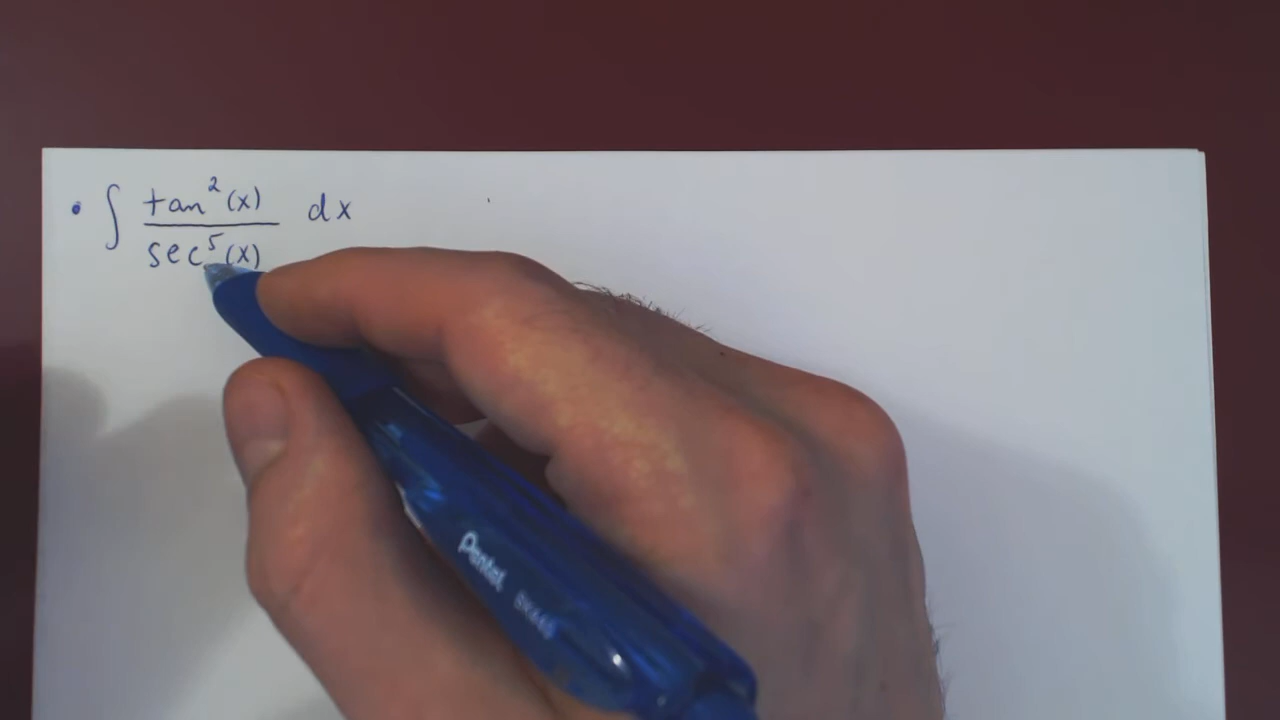 • ∫ tan²(x) / sec⁵(x) dx
Pentel